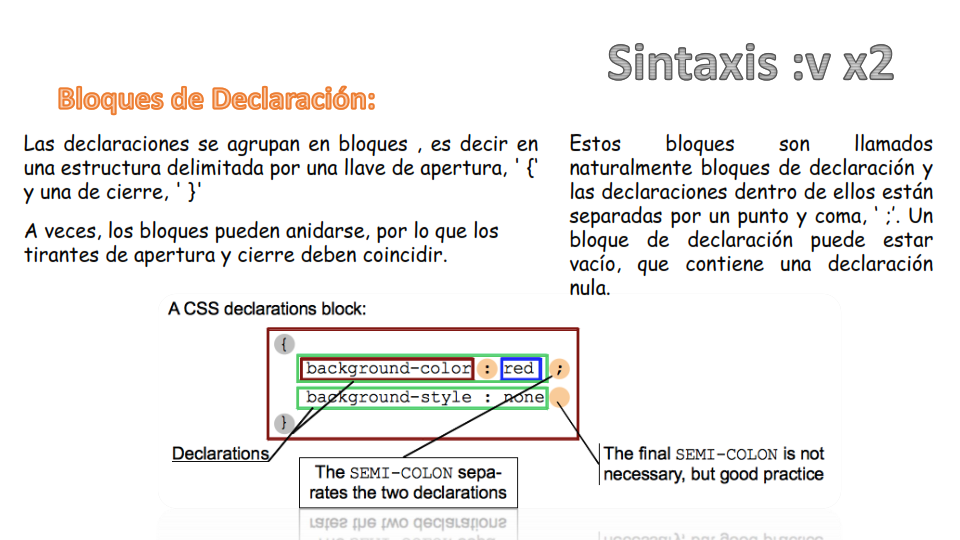 Sintaxis :v x2
Bloques de Declaración:
Las declaraciones se agrupan en bloques , es decir en
una estructura delimitada por una llave de apertura, ' {'
y una de cierre, ' }'
A veces, los bloques pueden anidarse, por lo que los
tirantes de apertura y cierre deben coincidir.
Estos bloques son llamados
naturalmente bloques de declaración y
las declaraciones dentro de ellos están
separadas por un punto y coma, ' ;'. Un
bloque de declaración puede estar
vacío, que contiene una declaración
nula.
A CSS declarations block:
{
background-color : red ;
background-style : none
}
Declarations
The SEMI-COLON sepa-
rates the two declarations
The final SEMI-COLON is not
necessary, but good practice